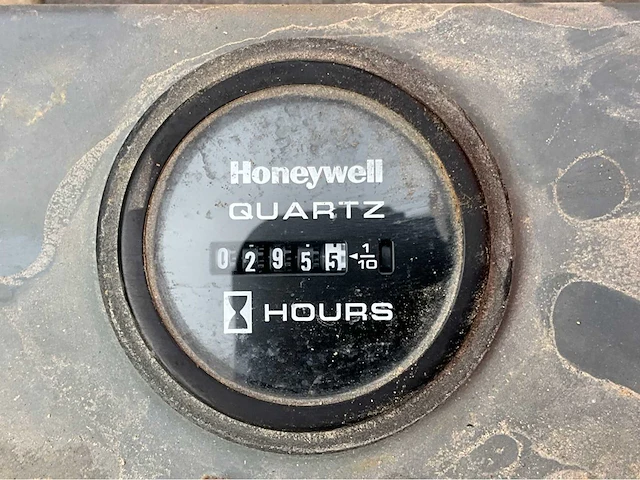 Honeywell
QUARTZ
02955 ◄ 1/10
HOURS